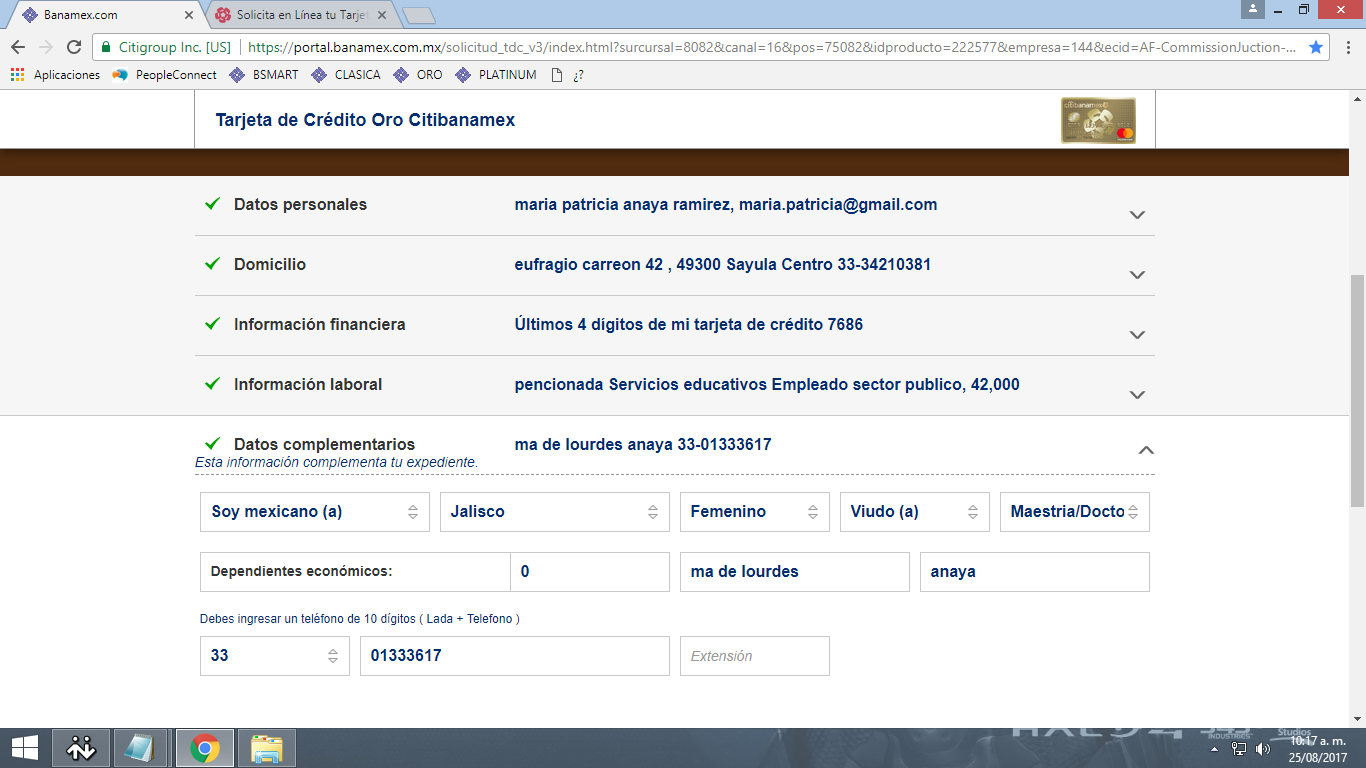 Banamex.com
Solicita en Línea tu Tarje
Citigroup Inc. [US] https://portal.banamex.com.mx/solicitud_tdc_v3/index.html?surcursal=8082&canal=16&pos=75082&idproducto=222577&empresa=144&ecid=AF-CommissionJuction-...
Aplicaciones PeopleConnect BSMART CLASICA ORO PLATINUM ¿?
Tarjeta de Crédito Oro Citibanamex
citibanamex
Datos personales maria patricia anaya ramirez, maria.patricia@gmail.com
Domicilio eufragio carreon 42 , 49300 Sayula Centro 33-34210381
Información financiera Últimos 4 dígitos de mi tarjeta de crédito 7686
Información laboral pencionada Servicios educativos Empleado sector publico, 42,000
Datos complementarios ma de lourdes anaya 33-01333617
Esta información complementa tu expediente.
Soy mexicano (a) Jalisco Femenino Viudo (a) Maestria/Docto
Dependientes económicos: 0 ma de lourdes anaya
Debes ingresar un teléfono de 10 dígitos ( Lada + Telefono )
33 01333617 Extensión
343 INDUSTRIES Studios
10:17 a. m.
25/08/2017